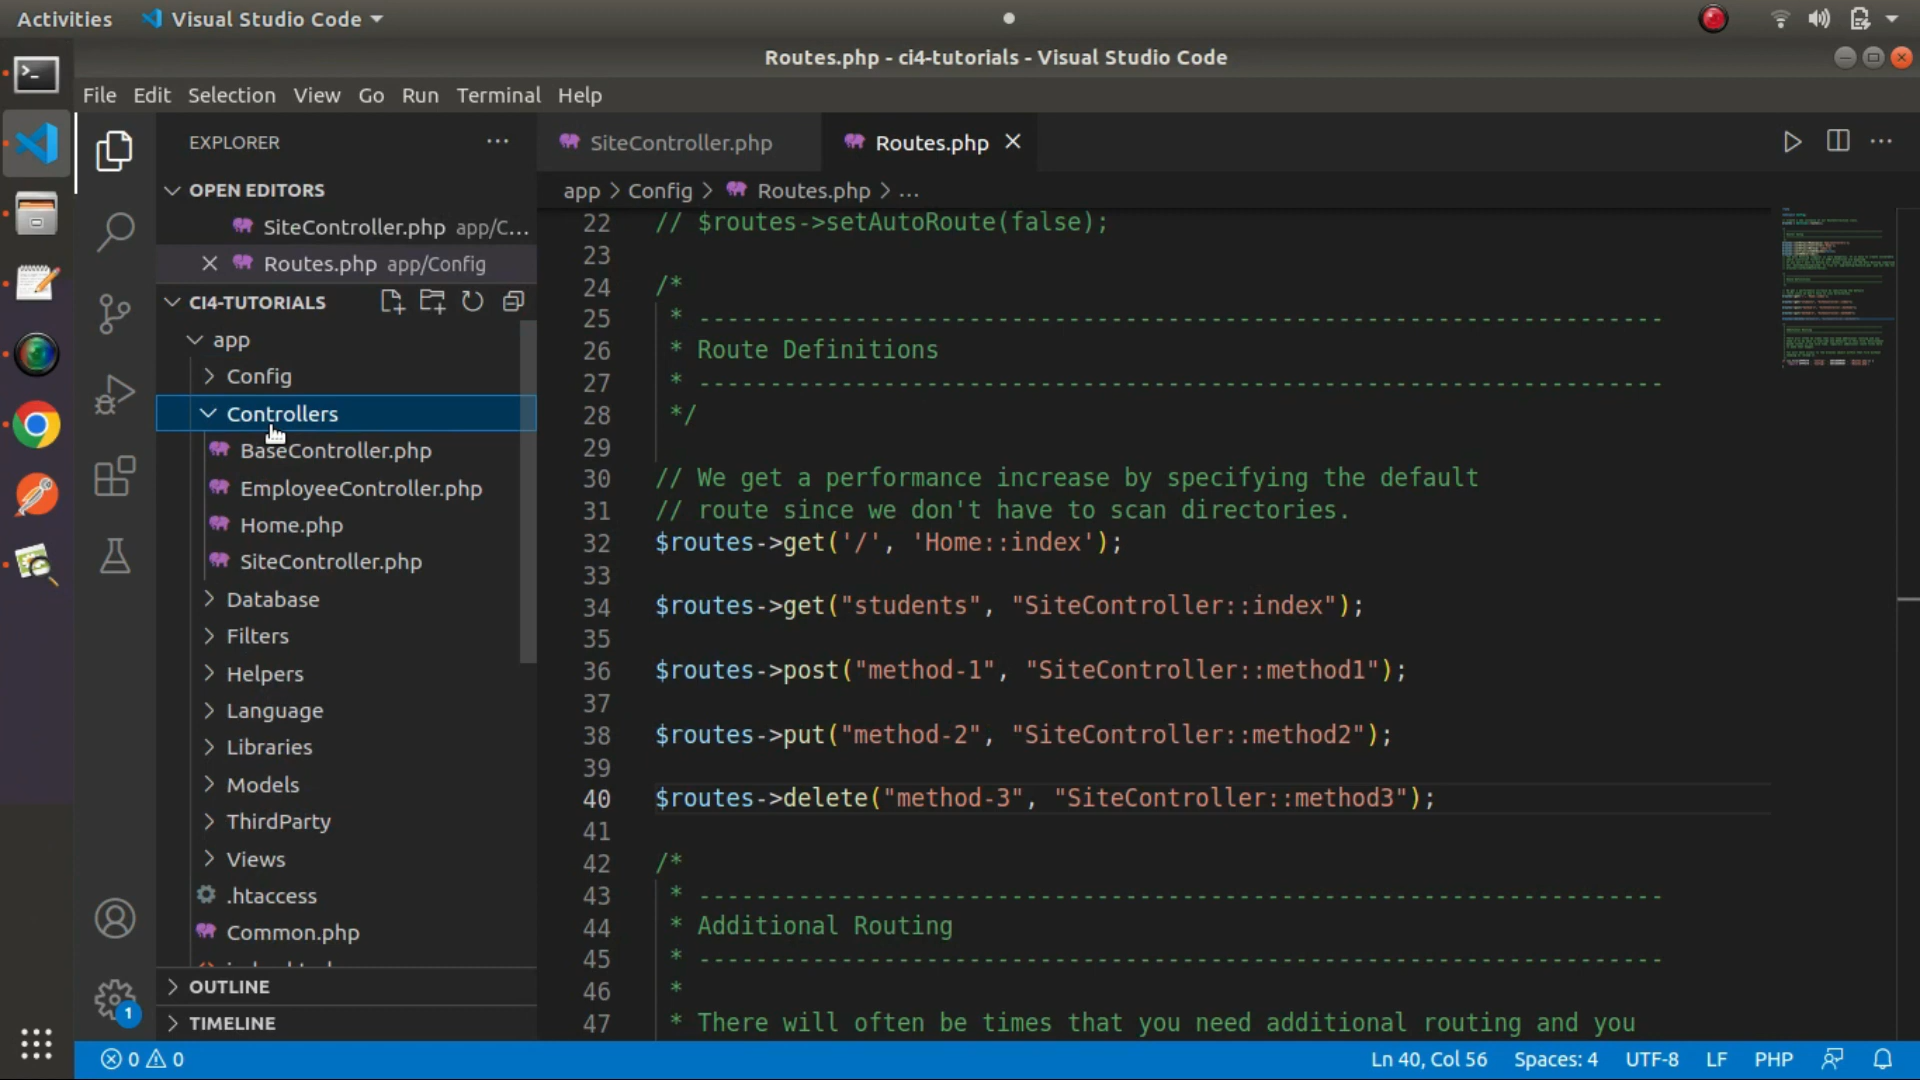 Activities Visual Studio Code
Routes.php - ci4-tutorials - Visual Studio Code
File Edit Selection View Go Run Terminal Help
EXPLORER
OPEN EDITORS
SiteController.php app/C...
Routes.php app/Config
CI4-TUTORIALS
app
Config
Controllers
BaseController.php
EmployeeController.php
Home.php
SiteController.php
Database
Filters
Helpers
Language
Libraries
Models
ThirdParty
Views
.htaccess
Common.php
OUTLINE
TIMELINE
SiteController.php Routes.php
app > Config > Routes.php > ...
22 // $routes->setAutoRoute(false);
23
24 /*
25 * --------------------------------------------------------------------
26 * Route Definitions
27 * --------------------------------------------------------------------
28 */
29
30 // We get a performance increase by specifying the default
31 // route since we don't have to scan directories.
32 $routes->get('/', 'Home::index');
33
34 $routes->get("students", "SiteController::index");
35
36 $routes->post("method-1", "SiteController::method1");
37
38 $routes->put("method-2", "SiteController::method2");
39
40 $routes->delete("method-3", "SiteController::method3");
41
42 /*
43 * --------------------------------------------------------------------
44 * Additional Routing
45 * --------------------------------------------------------------------
46 *
47 * There will often be times that you need additional routing and you
1
0 0 Ln 40, Col 56 Spaces: 4 UTF-8 LF PHP